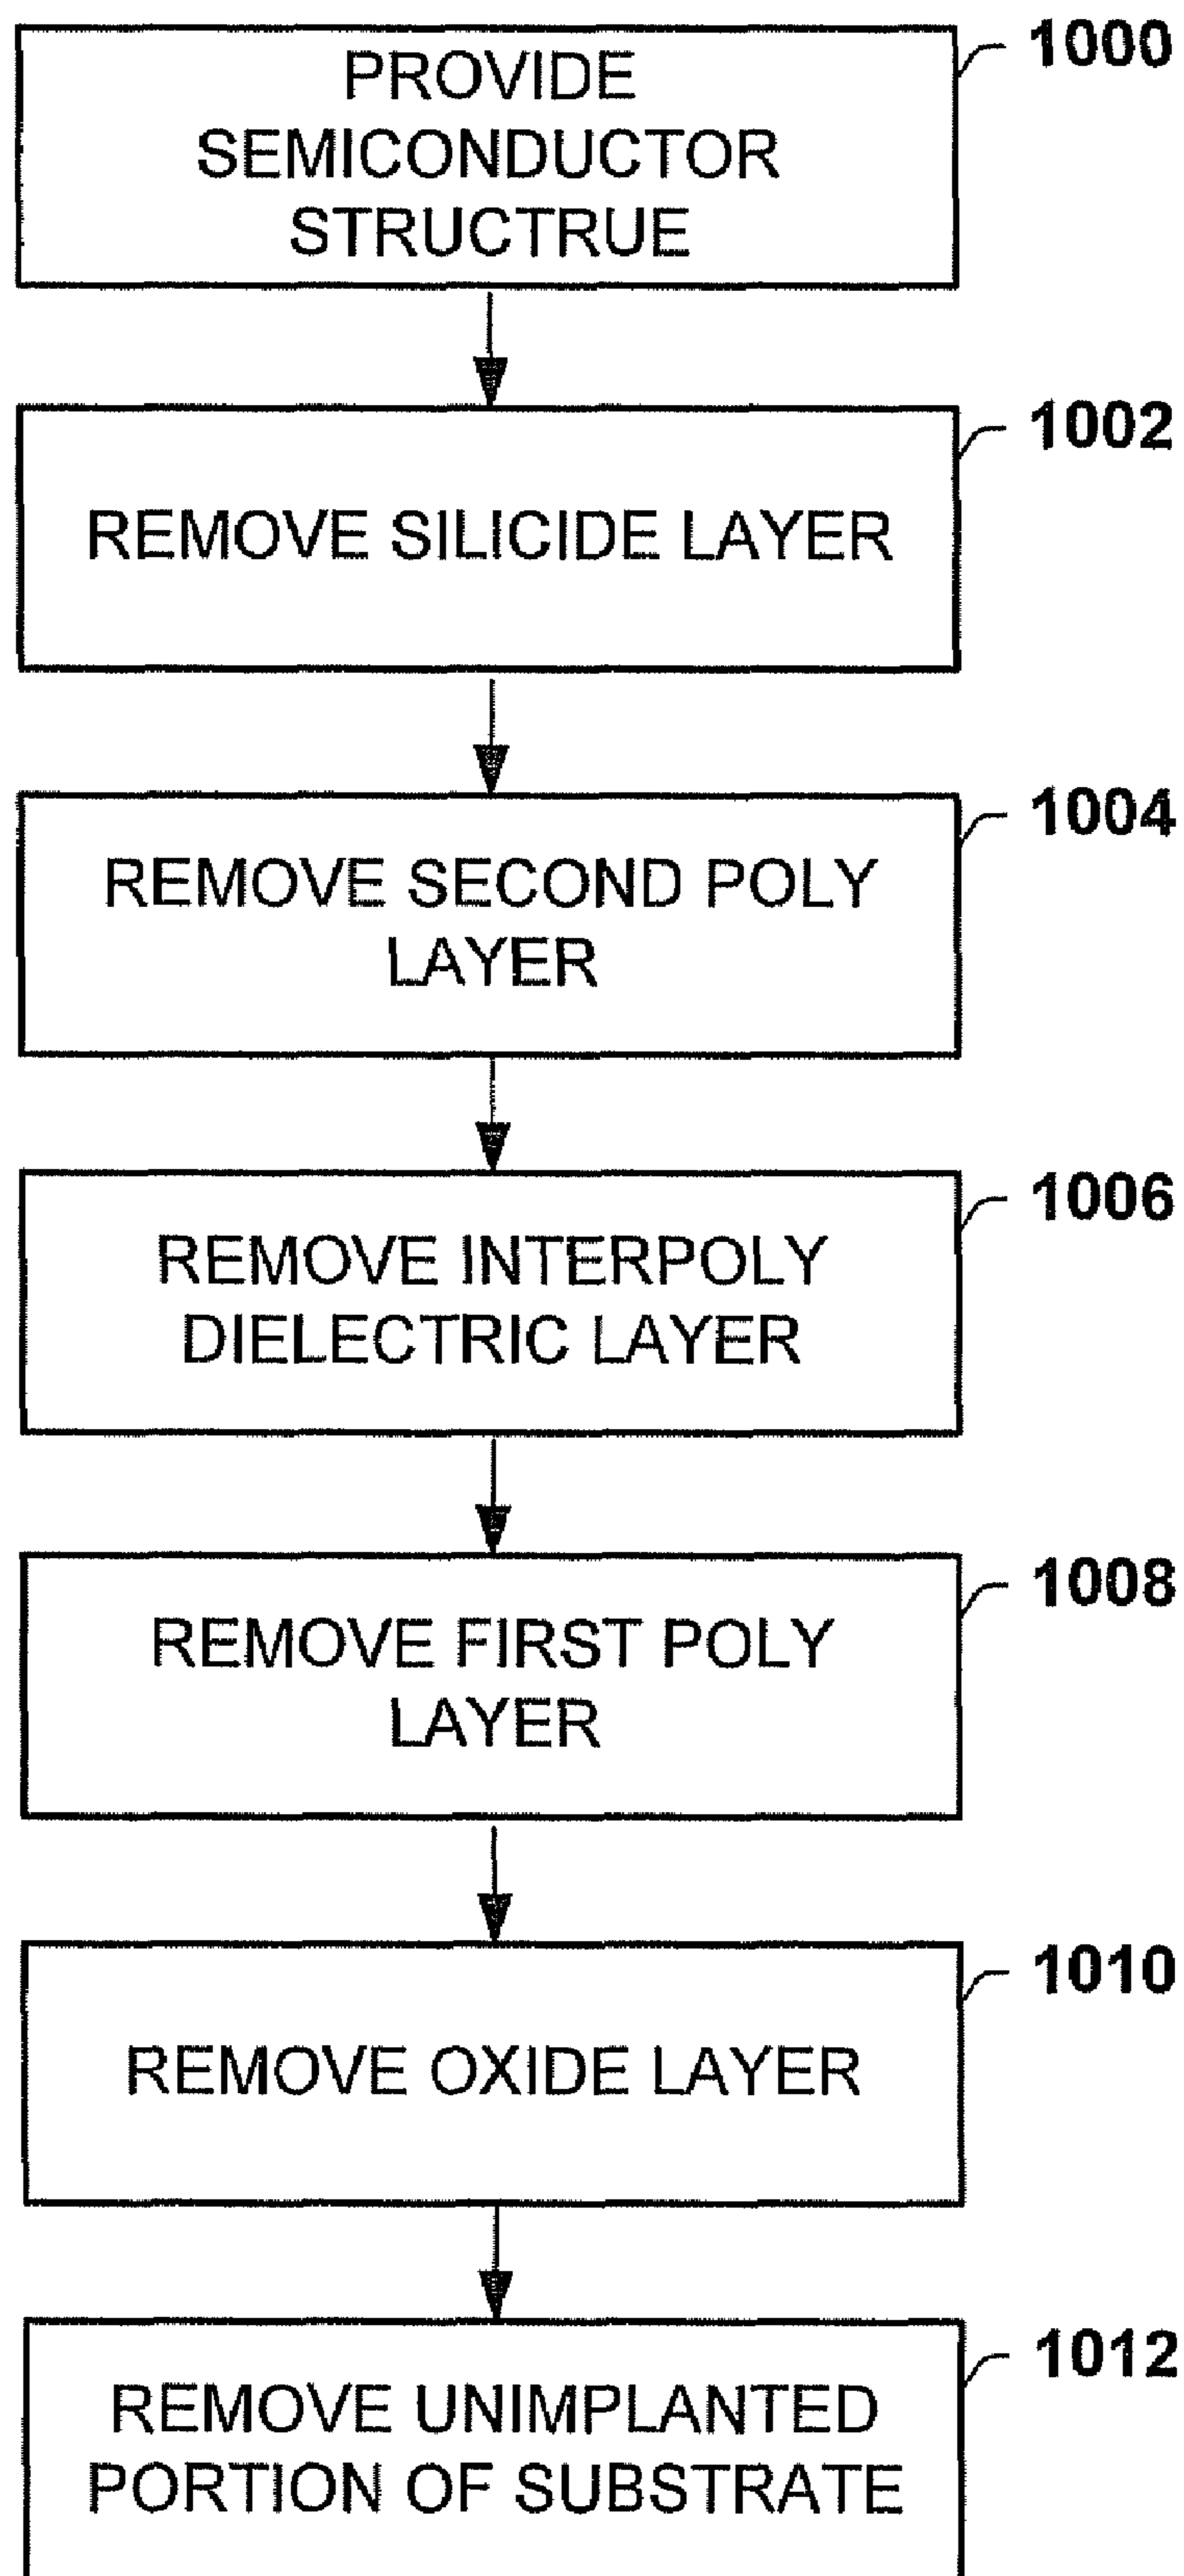 1000
PROVIDE
SEMICONDUCTOR
STRUCTRUE
1002
REMOVE SILICIDE LAYER
1004
REMOVE SECOND POLY
LAYER
1006
REMOVE INTERPOLY
DIELECTRIC LAYER
1008
REMOVE FIRST POLY
LAYER
1010
REMOVE OXIDE LAYER
1012
REMOVE UNIMPLANTED
PORTION OF SUBSTRATE